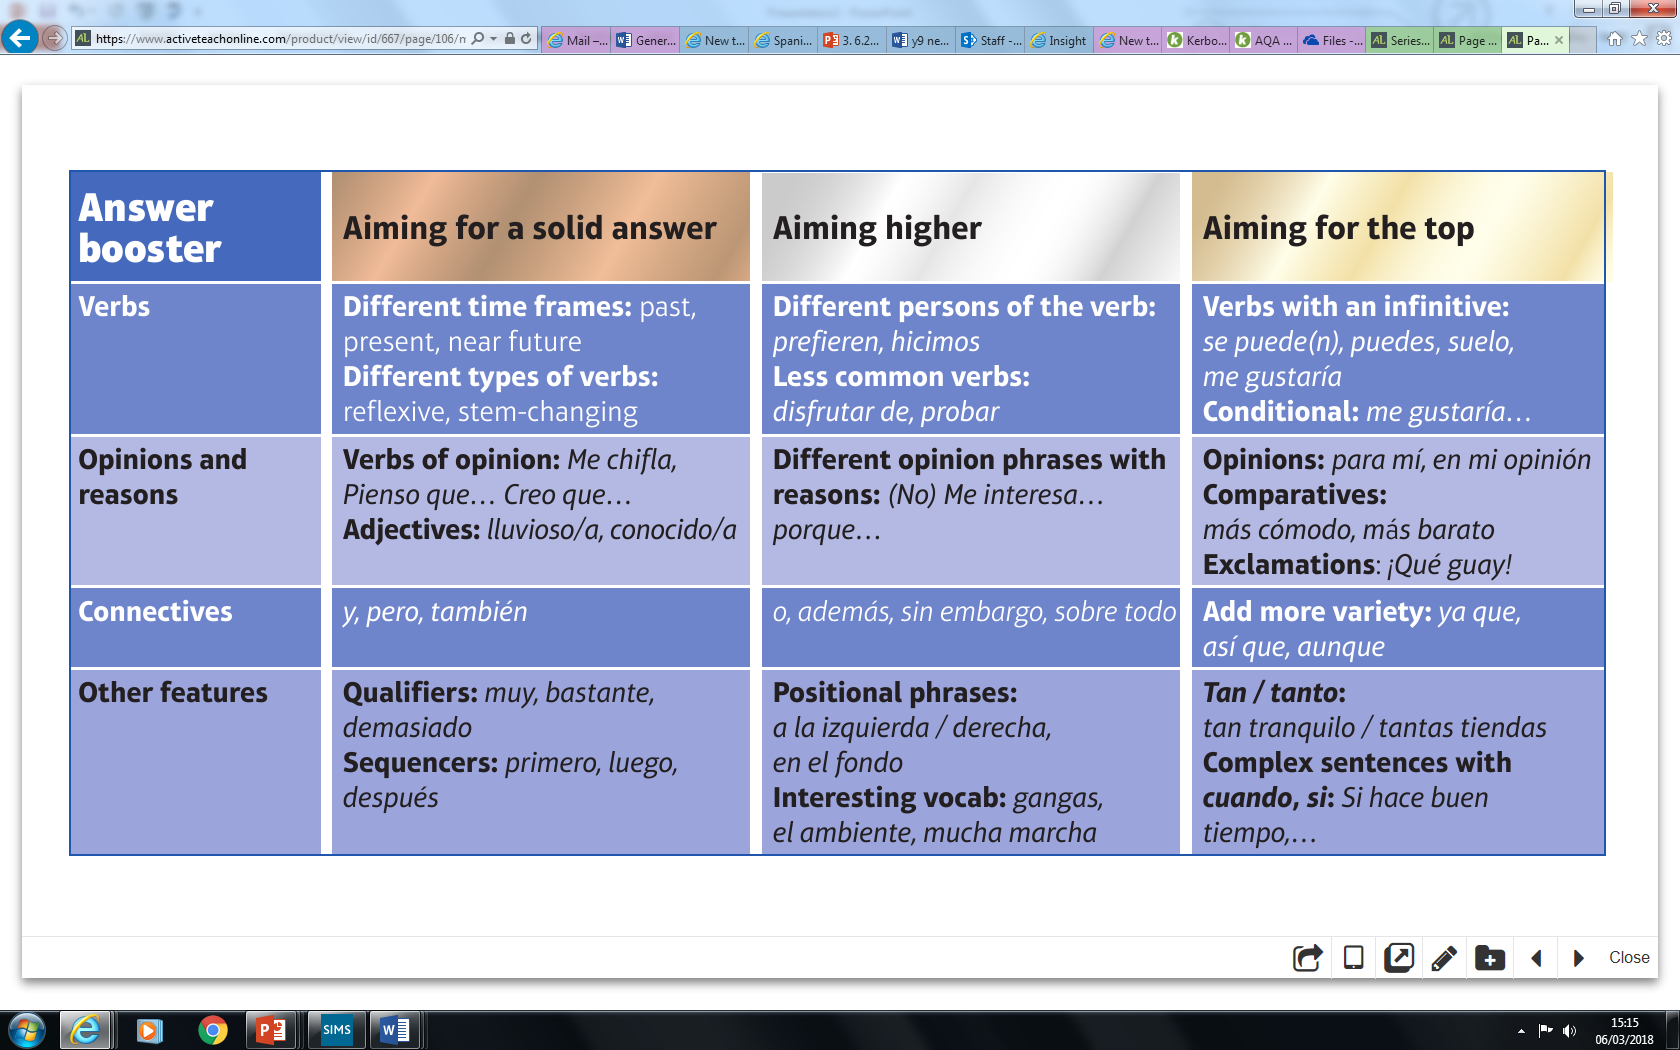 https://www.activeteachonline.com/product/view/id/667/page/106/n
Mail –...
Gener...
New t...
Spani...
3. 6.2...
y9 ne...
Staff -...
Insight
New t...
Kerbo...
AQA ...
Files -...
Series...
Page ...
Pa...
Answer
booster
Aiming for a solid answer
Aiming higher
Aiming for the top
Verbs
Different time frames: past,
present, near future
Different types of verbs:
reflexive, stem-changing
Different persons of the verb:
prefieren, hicimos
Less common verbs:
disfrutar de, probar
Verbs with an infinitive:
se puede(n), puedes, suelo,
me gustaría
Conditional: me gustaría…
Opinions and
reasons
Verbs of opinion: Me chifla,
Pienso que… Creo que…
Adjectives: lluvioso/a, conocido/a
Different opinion phrases with
reasons: (No) Me interesa…
porque…
Opinions: para mí, en mi opinión
Comparatives:
más cómodo, más barato
Exclamations: ¡Qué guay!
Connectives
y, pero, también
o, además, sin embargo, sobre todo
Add more variety: ya que,
así que, aunque
Other features
Qualifiers: muy, bastante,
demasiado
Sequencers: primero, luego,
después
Positional phrases:
a la izquierda / derecha,
en el fondo
Interesting vocab: gangas,
el ambiente, mucha marcha
Tan / tanto:
tan tranquilo / tantas tiendas
Complex sentences with
cuando, si: Si hace buen
tiempo,…
Close
SIMS
15:15
06/03/2018